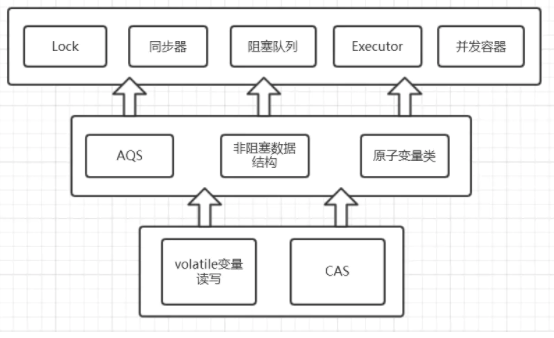 Lock
同步器
阻塞队列
Executor
并发容器
AQS
非阻塞数据
结构
原子变量类
volatile变量
读写
CAS